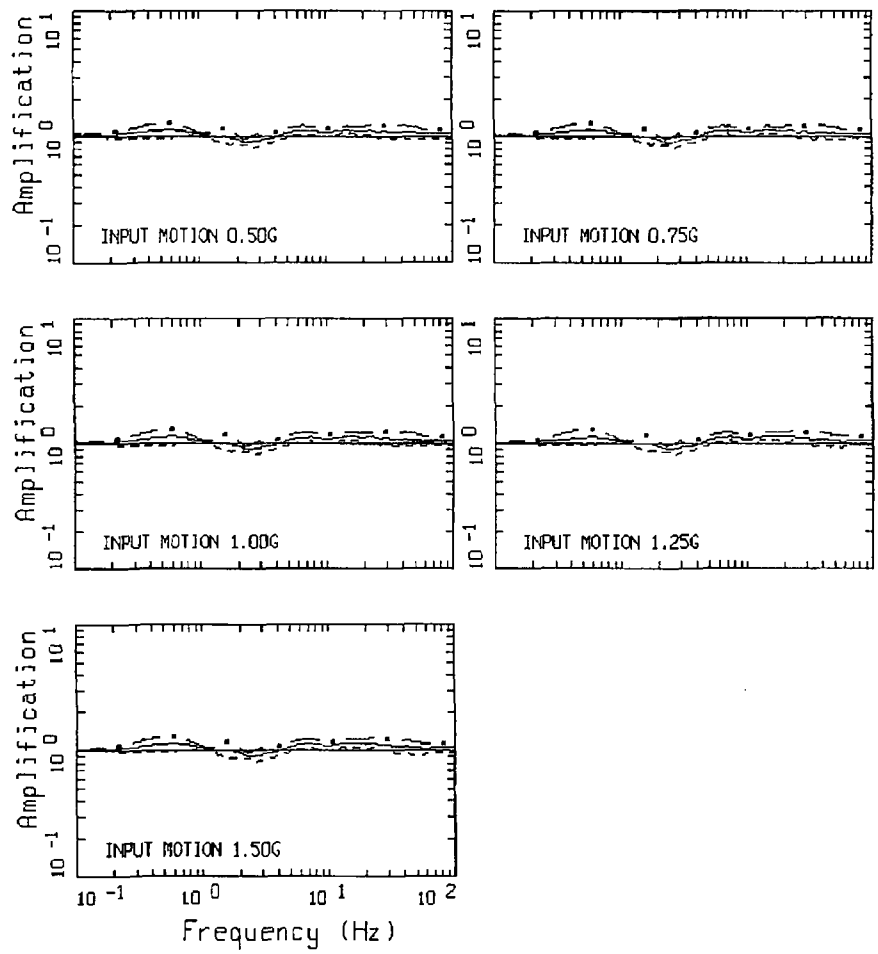 Amplification
10 -1 10 0 10 1
INPUT MOTION 0.50G
10 -1 10 0 10 1
INPUT MOTION 0.75G
Amplification
10 -1 10 0 10 1
INPUT MOTION 1.00G
10 -1 10 0 10 1
INPUT MOTION 1.25G
Amplification
10 -1 10 0 10 1
INPUT MOTION 1.50G
10 -1 10 0 10 1 10 2
Frequency (Hz)